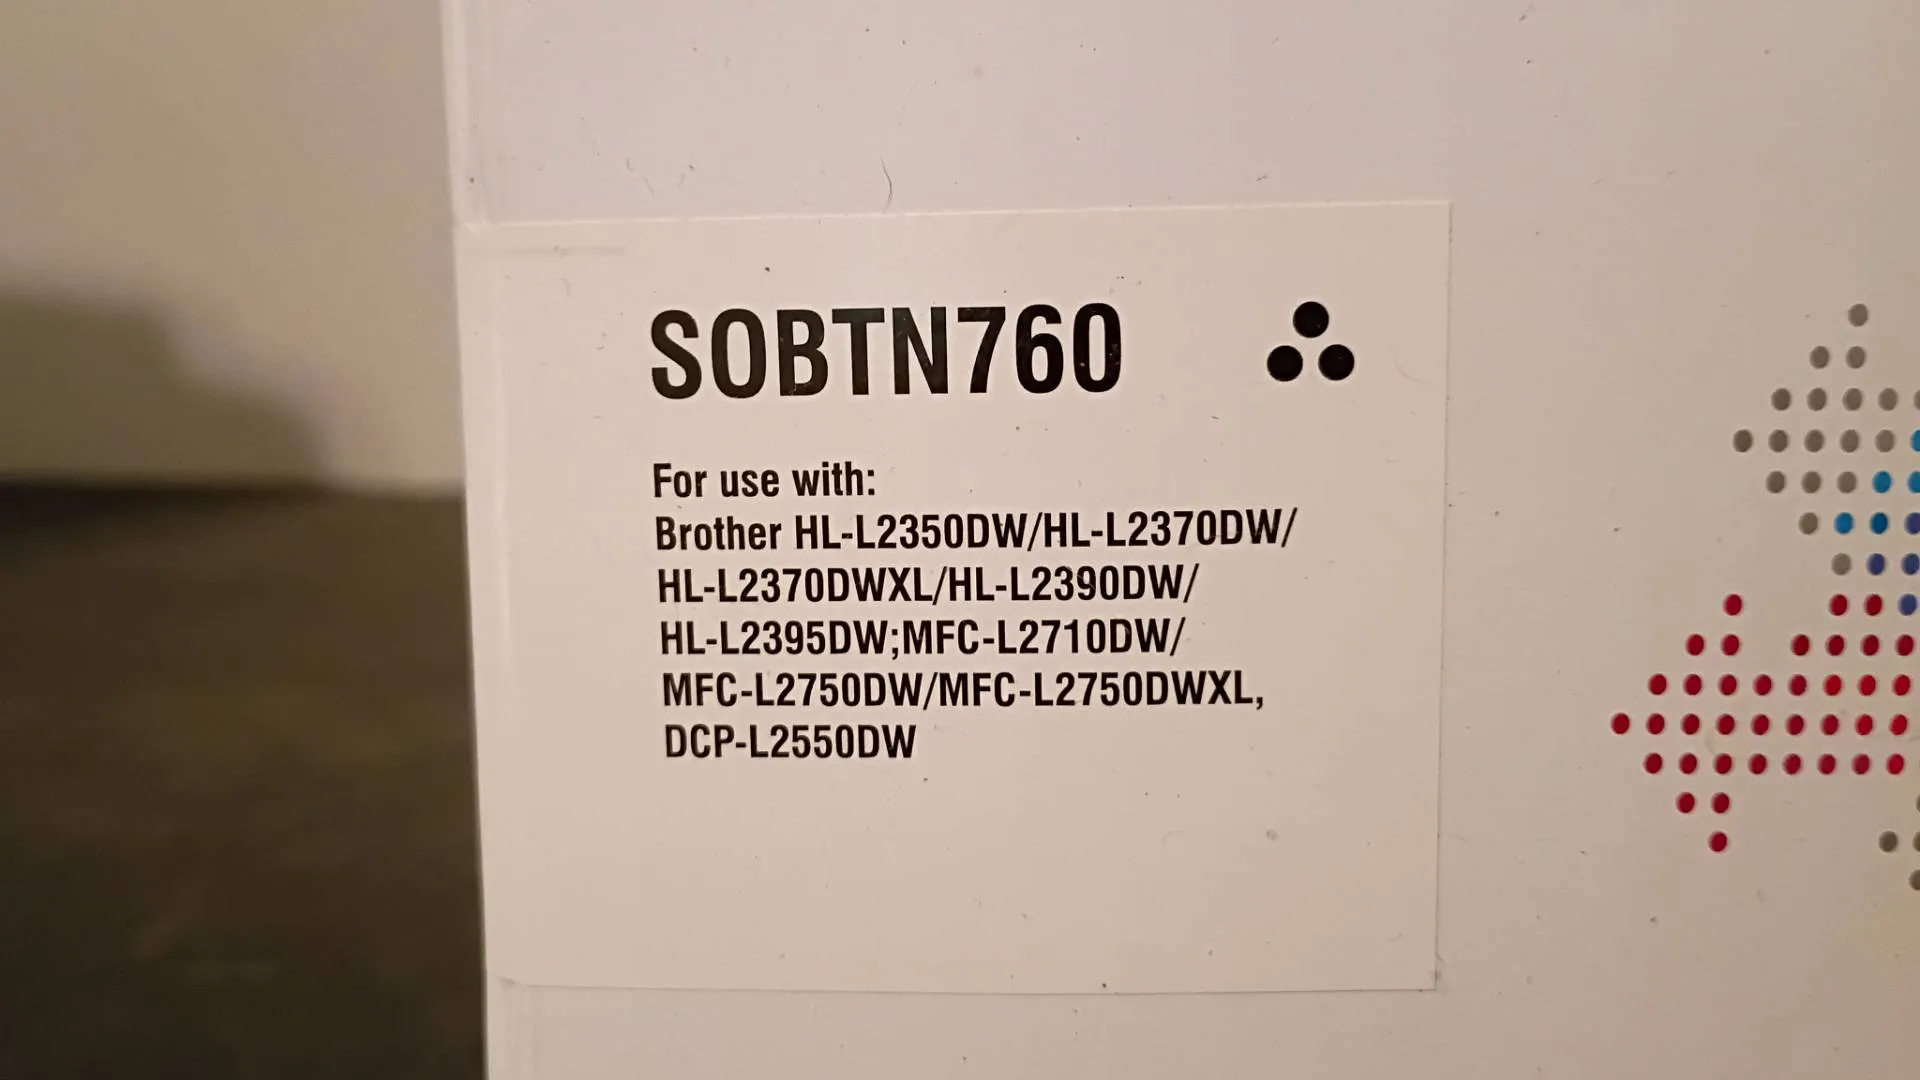 SOBTN760
For use with:
Brother HL-L2350DW/HL-L2370DW/
HL-L2370DWXL/HL-L2390DW/
HL-L2395DW;MFC-L2710DW/
MFC-L2750DW/MFC-L2750DWXL,
DCP-L2550DW